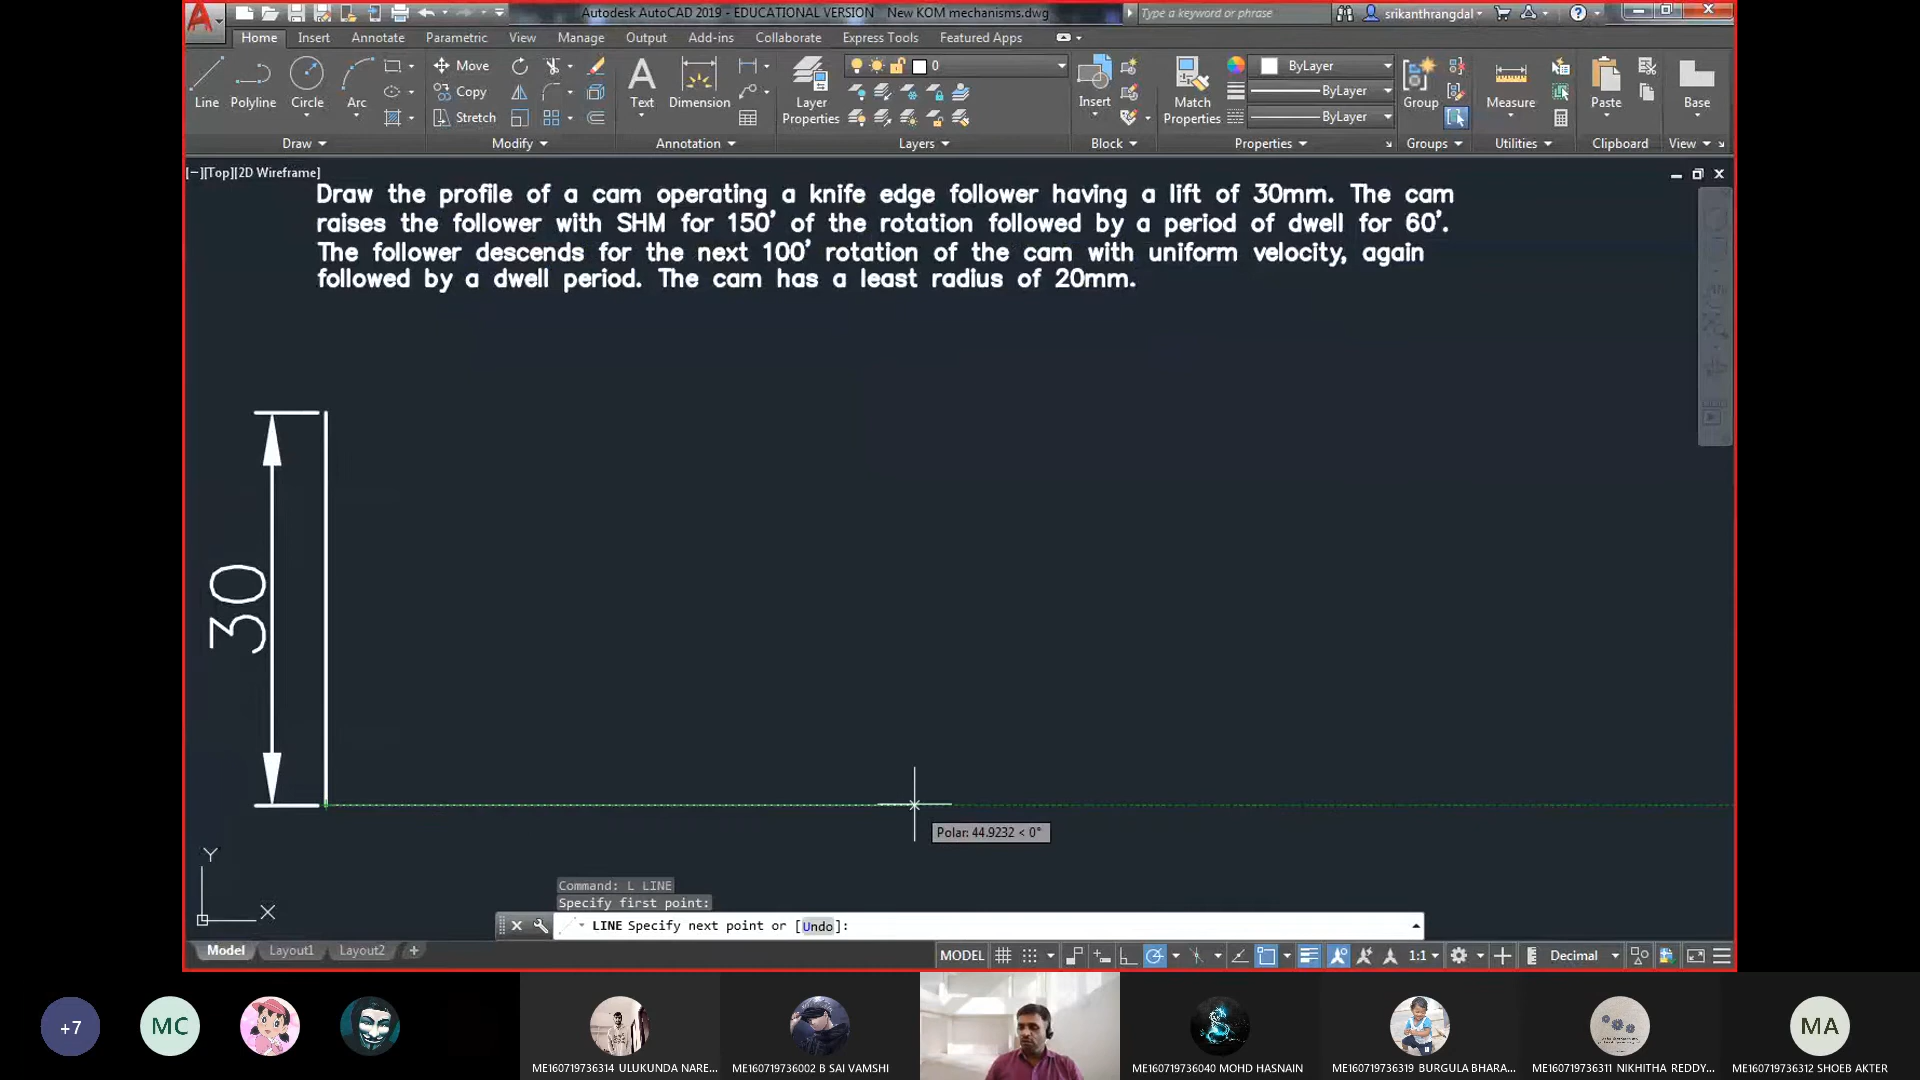 Autodesk AutoCAD 2019 - EDUCATIONAL VERSION New KOM mechanisms.dwg
Type a keyword or phrase
srikanthrangdal
Home Insert Annotate Parametric View Manage Output Add-ins Collaborate Express Tools Featured Apps
Line Polyline Circle Arc
Move
Copy
Stretch
Text Dimension
Layer Properties
0
Insert
Match Properties
ByLayer
ByLayer
ByLayer
Group
Measure
Paste
Base
Draw Modify Annotation Layers Block Properties Groups Utilities Clipboard View
[−][Top][2D Wireframe]
Draw the profile of a cam operating a knife edge follower having a lift of 30mm. The cam
raises the follower with SHM for 150' of the rotation followed by a period of dwell for 60'.
The follower descends for the next 100' rotation of the cam with uniform velocity, again
followed by a dwell period. The cam has a least radius of 20mm.
30
Polar: 44.9232 < 0°
Y
X
Command: L LINE
Specify first point:
LINE Specify next point or [Undo]:
Model Layout1 Layout2 +
MODEL 1:1 Decimal
+7
MC
MA
ME160719736314 ULUKUNDA NARE...
ME160719736002 B SAI VAMSHI
ME160719736040 MOHD HASNAIN
ME160719736319 BURGULA BHARA...
ME160719736311 NIKHITHA REDDY...
ME160719736312 SHOEB AKTER